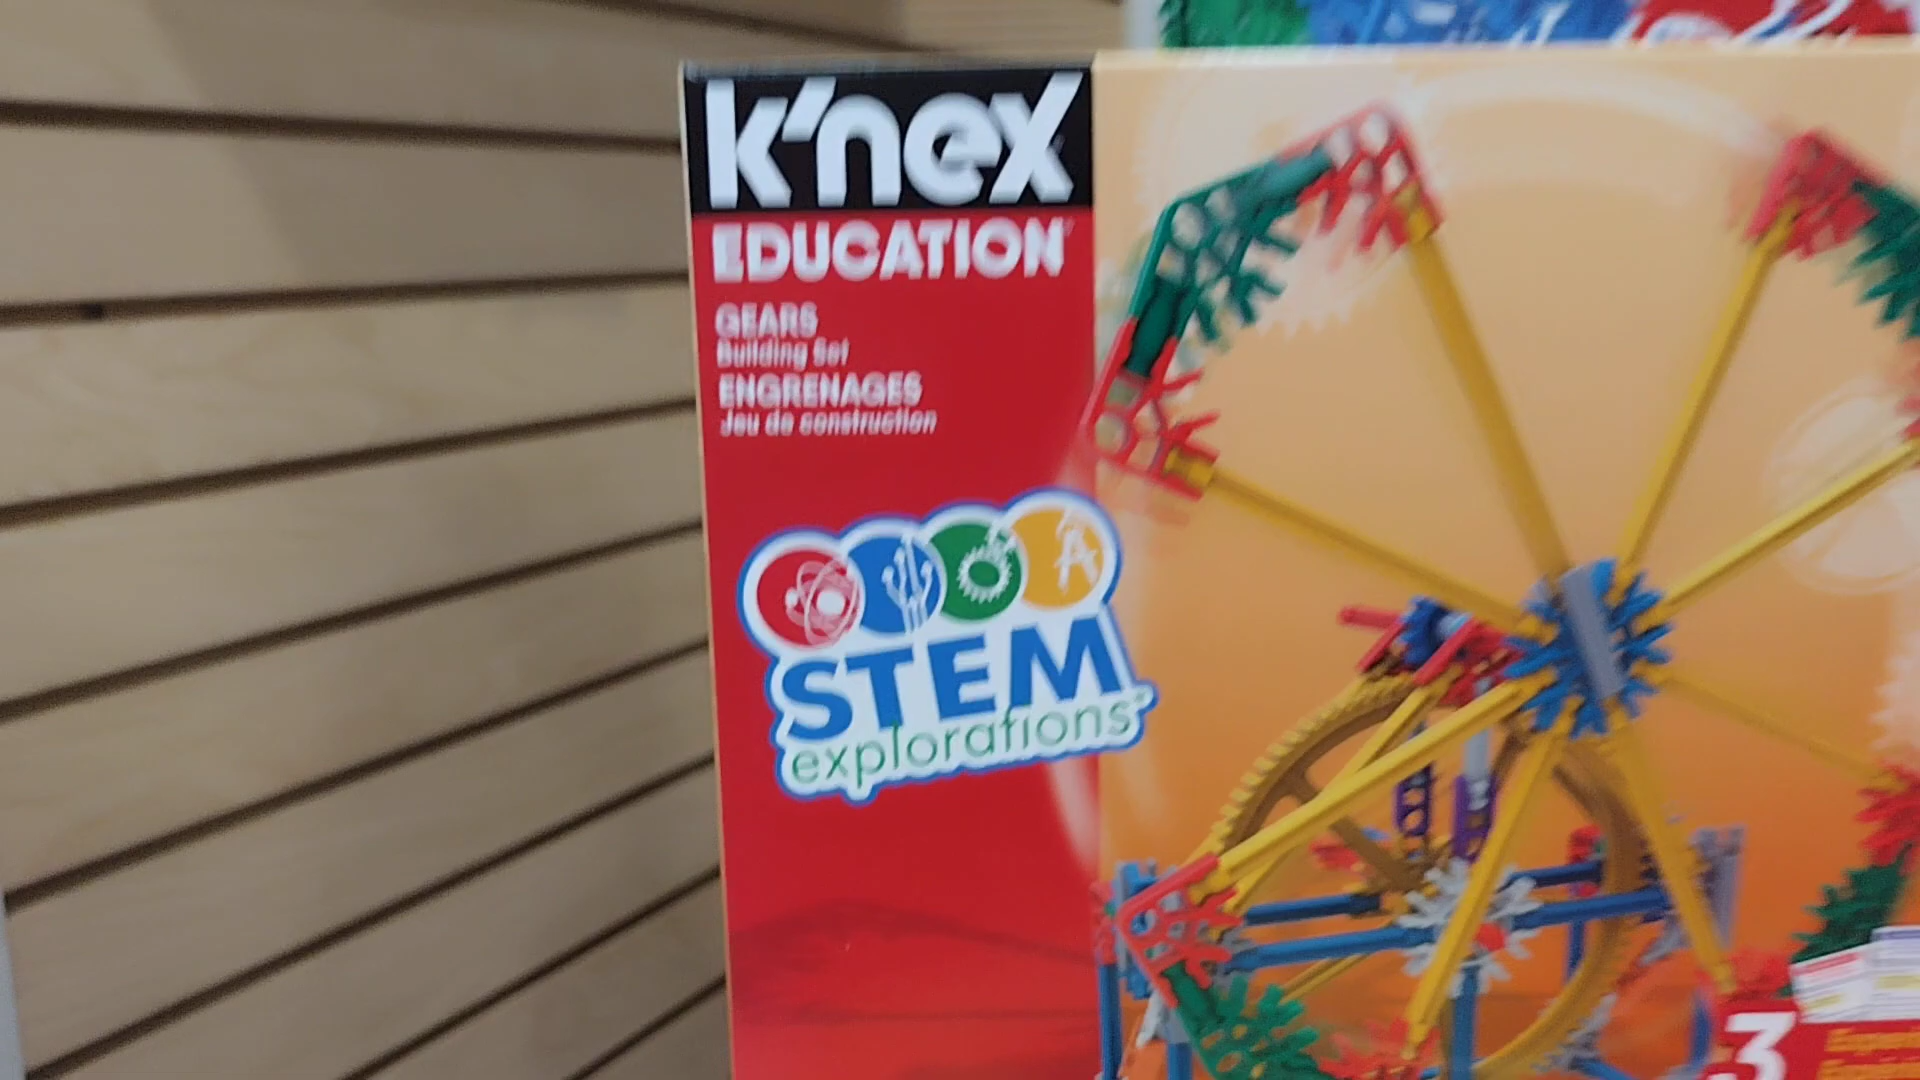 K'NEX
EDUCATION
GEARS
Building Set
ENGRENAGES
Jeu de construction
STEM
explorations
3